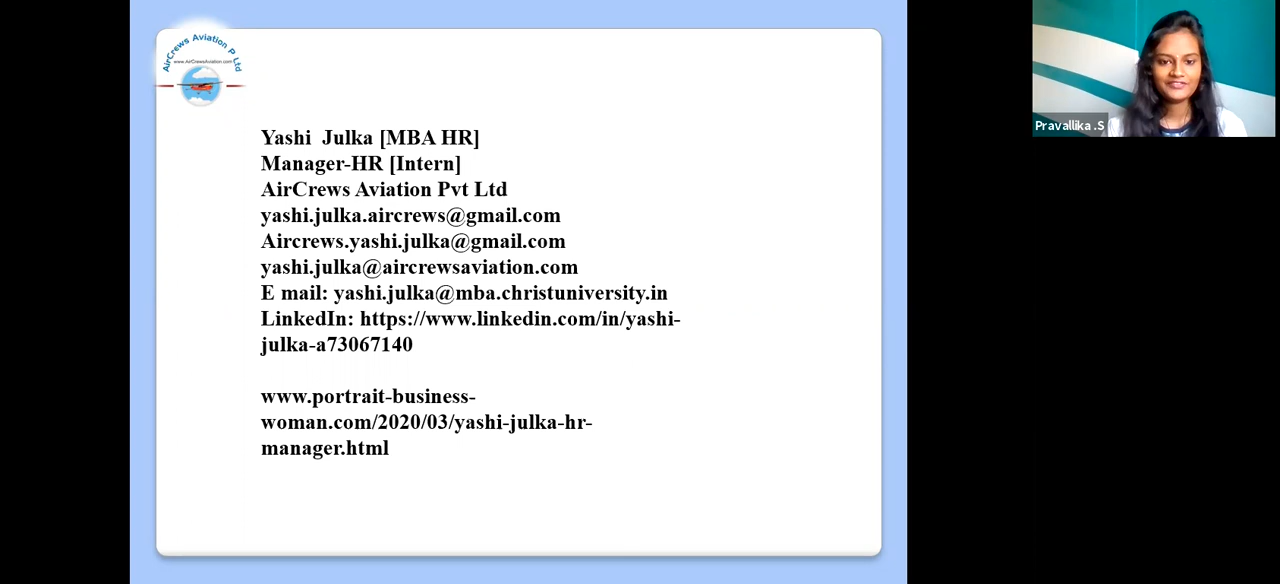 AirCrews Aviation P Ltd
www.AirCrewsAviation.com
Yashi  Julka [MBA HR]
Manager-HR [Intern]
AirCrews Aviation Pvt Ltd
yashi.julka.aircrews@gmail.com
Aircrews.yashi.julka@gmail.com
yashi.julka@aircrewsaviation.com
E mail: yashi.julka@mba.christuniversity.in
LinkedIn: https://www.linkedin.com/in/yashi-
julka-a73067140
www.portrait-business-
woman.com/2020/03/yashi-julka-hr-
manager.html
Pravallika .S